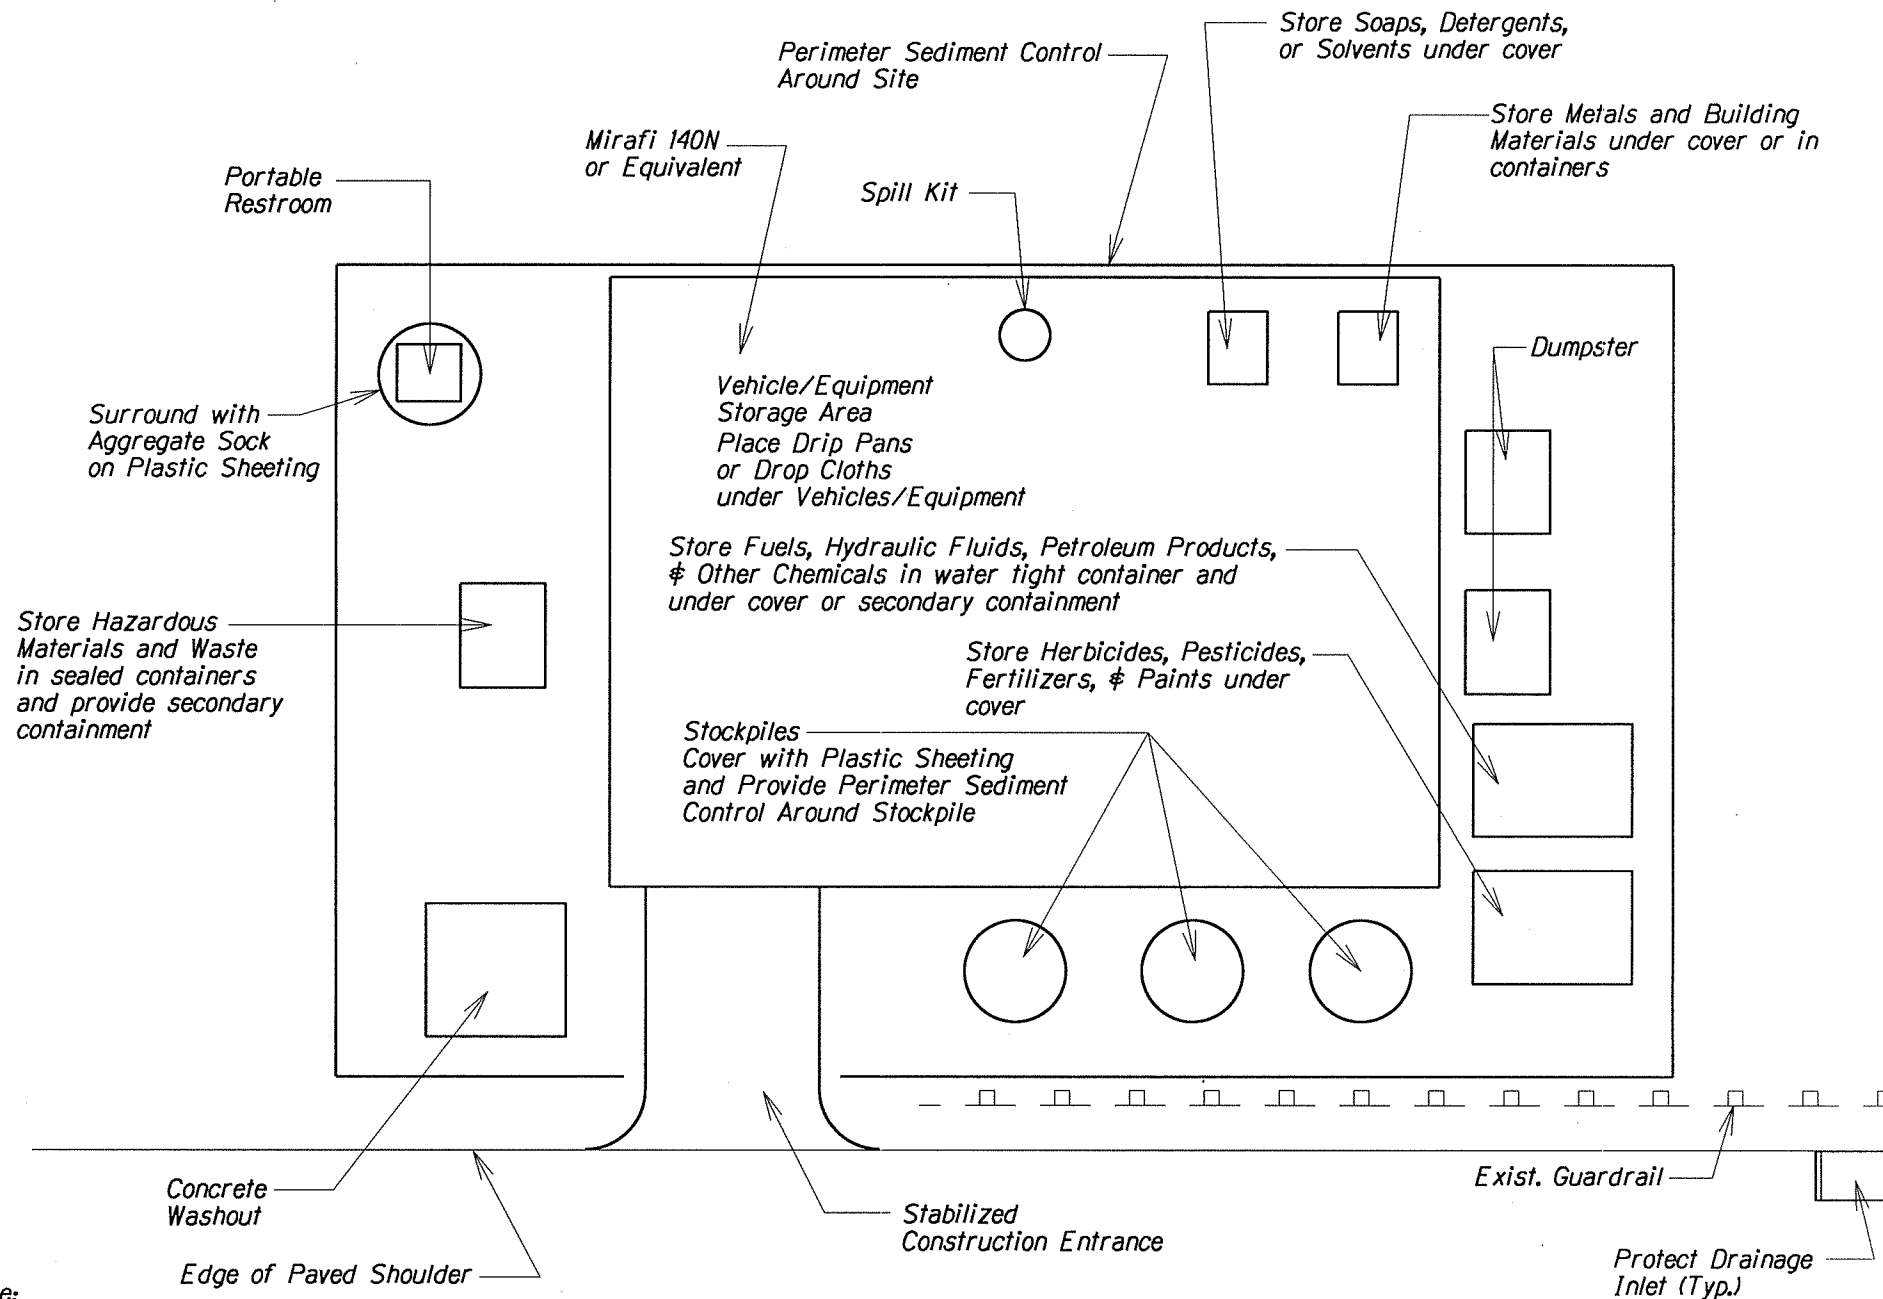 Store Soaps, Detergents,
or Solvents under cover
Perimeter Sediment Control
Around Site
Store Metals and Building
Materials under cover or in
containers
Mirafi 140N
or Equivalent
Portable
Restroom
Spill Kit
Dumpster
Vehicle/Equipment
Storage Area
Place Drip Pans
or Drop Cloths
under Vehicles/Equipment
Surround with
Aggregate Sock
on Plastic Sheeting
Store Fuels, Hydraulic Fluids, Petroleum Products,
& Other Chemicals in water tight container and
under cover or secondary containment
Store Hazardous
Materials and Waste
in sealed containers
and provide secondary
containment
Store Herbicides, Pesticides,
Fertilizers, & Paints under
cover
Stockpiles
Cover with Plastic Sheeting
and Provide Perimeter Sediment
Control Around Stockpile
Concrete
Washout
Exist. Guardrail
Stabilized
Construction Entrance
Edge of Paved Shoulder
Protect Drainage
Inlet (Typ.)